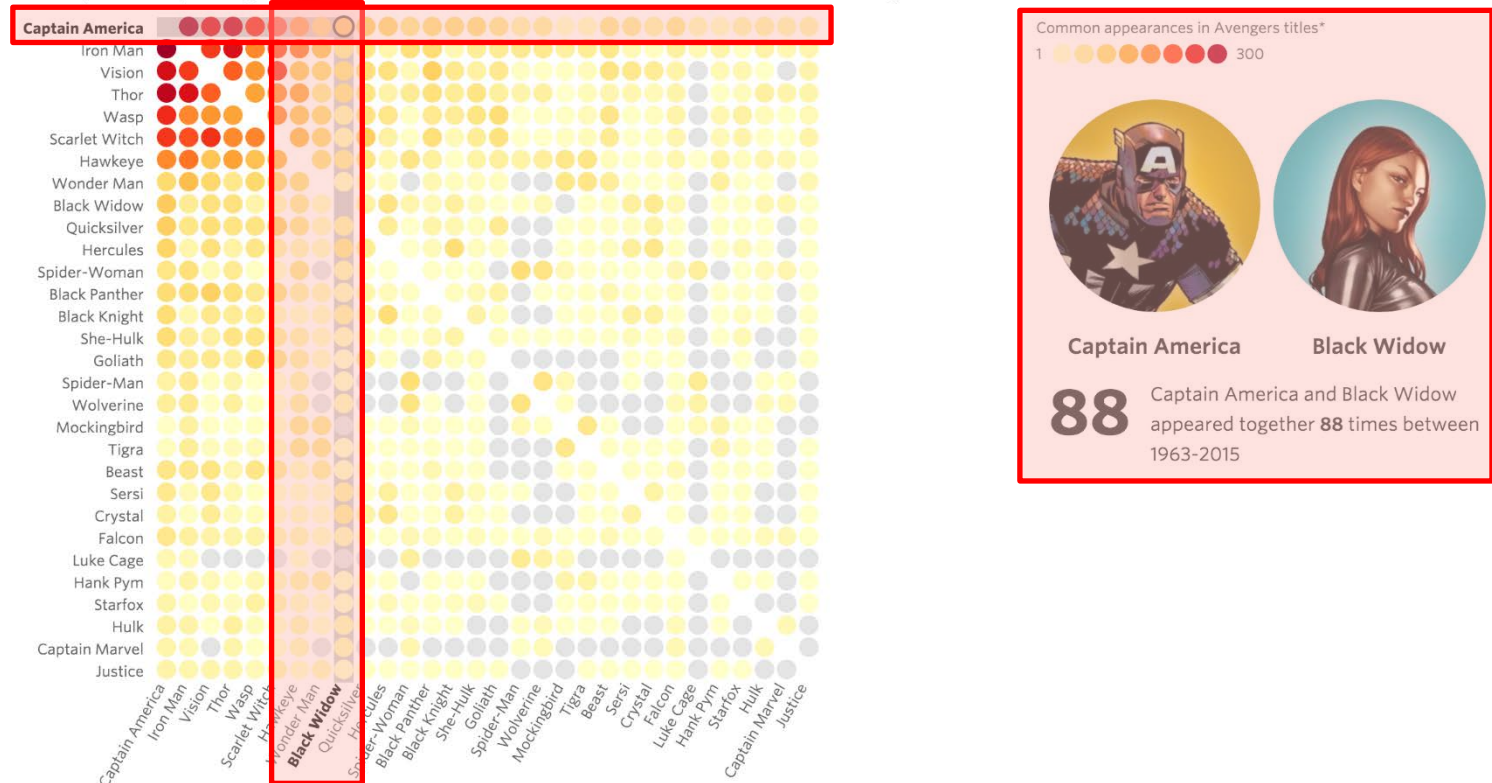 Captain America
Iron Man
Vision
Thor
Wasp
Scarlet Witch
Hawkeye
Wonder Man
Black Widow
Quicksilver
Hercules
Spider-Woman
Black Panther
Black Knight
She-Hulk
Goliath
Spider-Man
Wolverine
Mockingbird
Tigra
Beast
Sersi
Crystal
Falcon
Luke Cage
Hank Pym
Starfox
Hulk
Captain Marvel
Justice
Captain America
Iron Man
Vision
Thor
Wasp
Scarlet Witch
Hawkeye
Wonder Man
Black Widow
Quicksilver
Hercules
Spider-Woman
Black Panther
Black Knight
She-Hulk
Goliath
Spider-Man
Wolverine
Mockingbird
Tigra
Beast
Sersi
Crystal
Falcon
Luke Cage
Hank Pym
Starfox
Hulk
Captain Marvel
Justice
Common appearances in Avengers titles*
1 300
A
Captain America Black Widow
88
Captain America and Black Widow
appeared together 88 times between
1963-2015